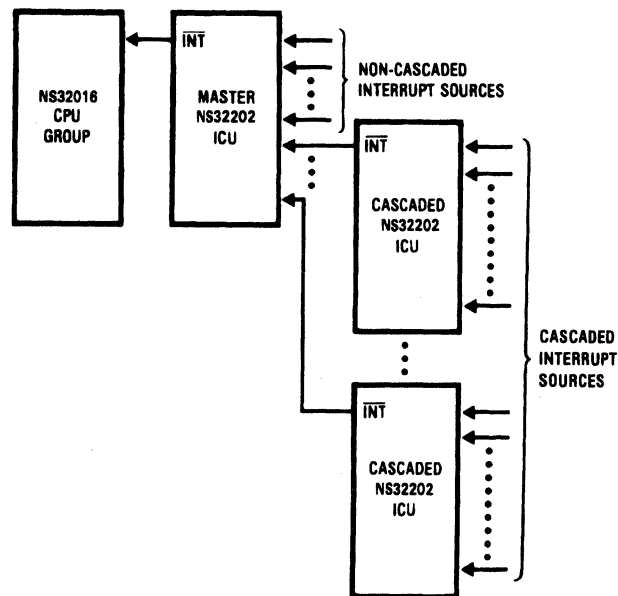 INT
NS32016
CPU
GROUP
MASTER
NS32202
ICU
NON-CASCADED
INTERRUPT SOURCES
INT
CASCADED
NS32202
ICU
CASCADED
INTERRUPT
SOURCES
INT
CASCADED
NS32202
ICU